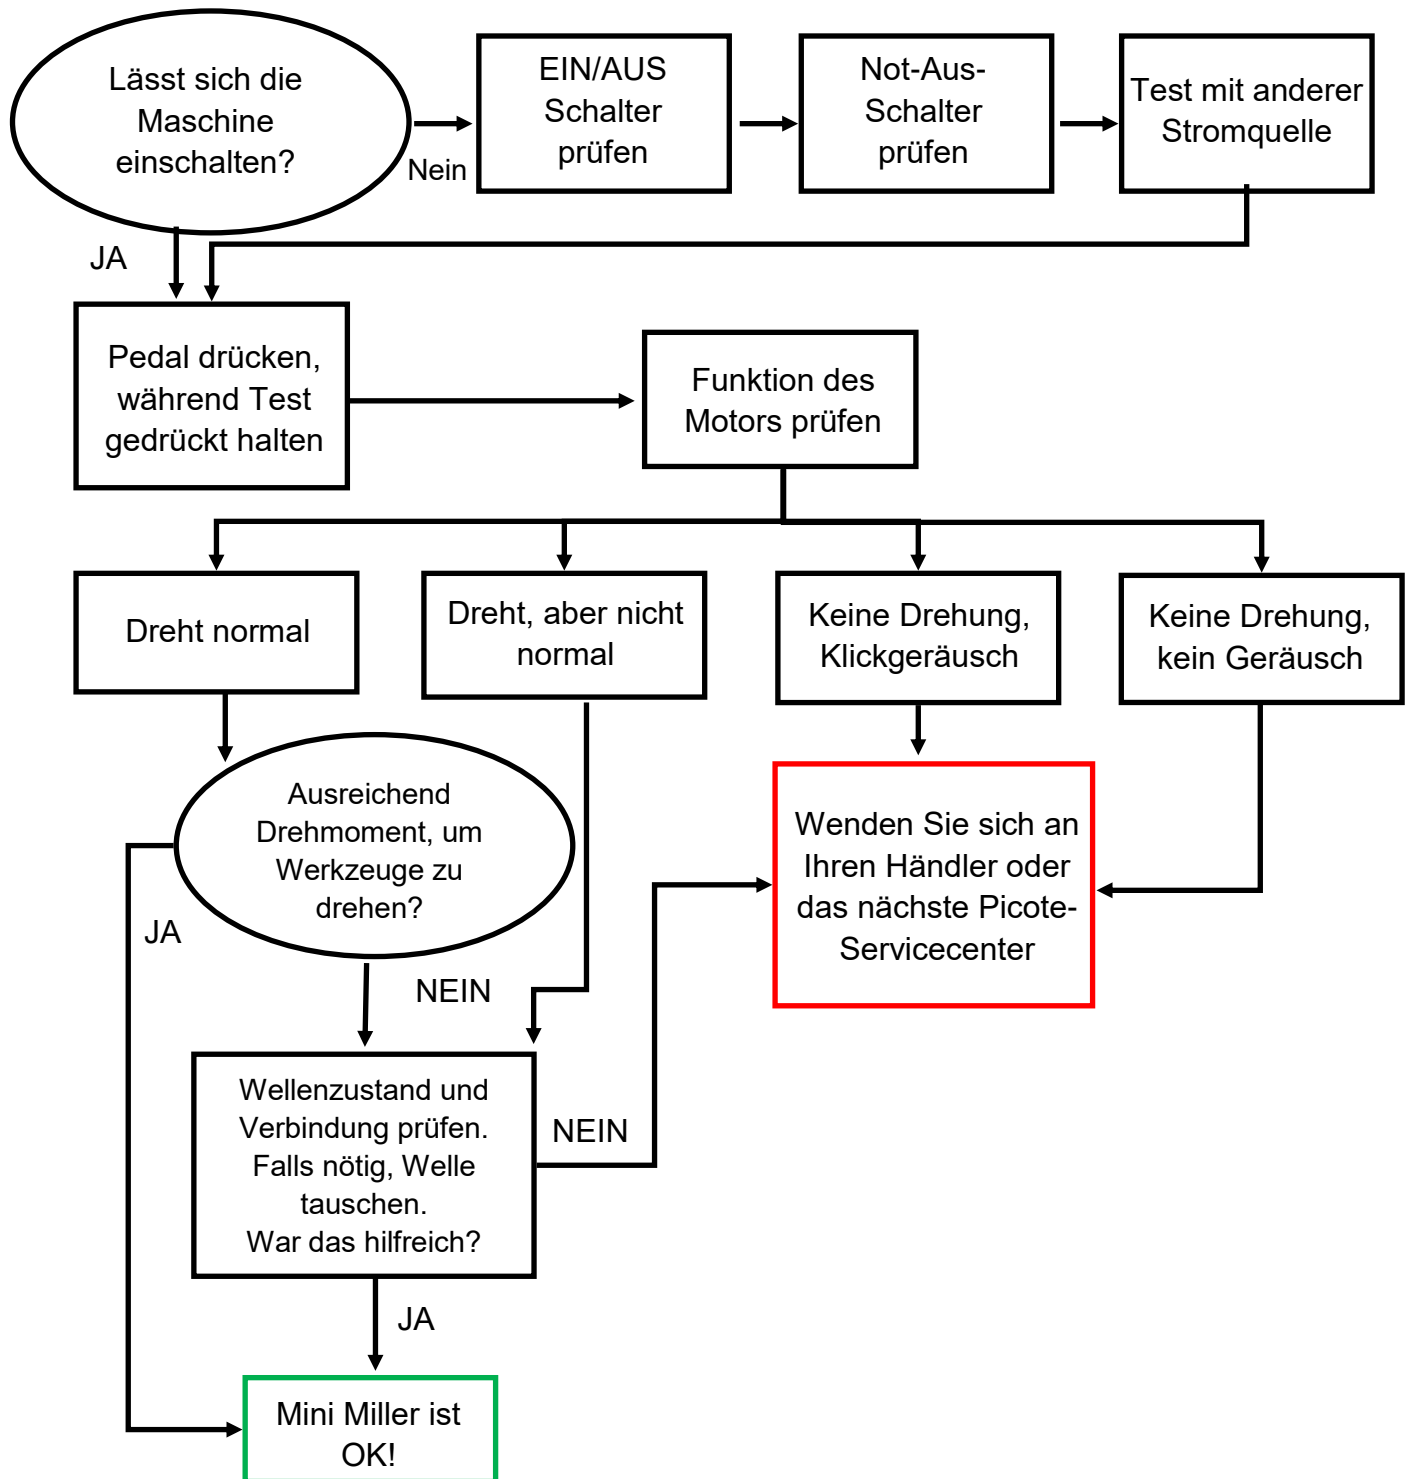 Lässt sich die
Maschine
einschalten?
Nein
EIN/AUS
Schalter
prüfen
Not-Aus-
Schalter
prüfen
Test mit anderer
Stromquelle
JA
Pedal drücken,
während Test
gedrückt halten
Funktion des
Motors prüfen
Dreht normal
Dreht, aber nicht
normal
Keine Drehung,
Klickgeräusch
Keine Drehung,
kein Geräusch
Ausreichend
Drehmoment, um
Werkzeuge zu
drehen?
JA
NEIN
Wenden Sie sich an
Ihren Händler oder
das nächste Picote-
Servicecenter
Wellenzustand und
Verbindung prüfen.
Falls nötig, Welle
tauschen.
War das hilfreich?
NEIN
JA
Mini Miller ist
OK!